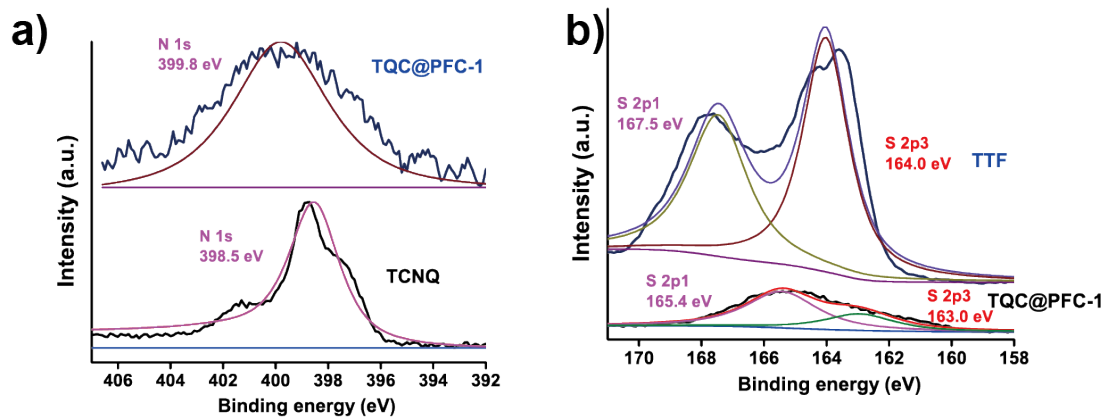 a)
N 1s
399.8 eV
TQC@PFC-1
N 1s
398.5 eV
TCNQ
Intensity (a.u.)
406 404 402 400 398 396 394 392
Binding energy (eV)
b)
S 2p1
167.5 eV
S 2p3
164.0 eV
TTF
S 2p1
165.4 eV
S 2p3
163.0 eV
TQC@PFC-1
Intensity (a.u.)
170 168 166 164 162 160 158
Binding energy (eV)